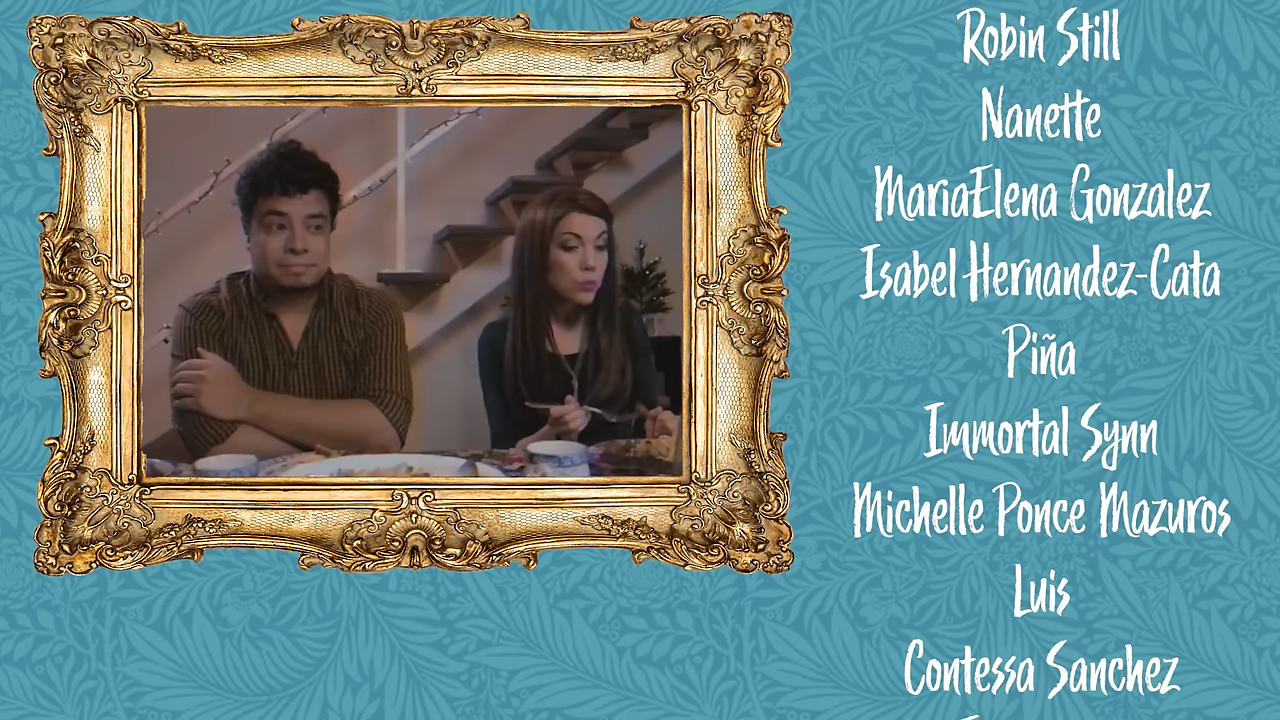 Robin Still
Nanette
MariaElena Gonzalez
Isabel Hernandez-Cata
Piña
Immortal Synn
Michelle Ponce Mazuros
Luis
Contessa Sanchez